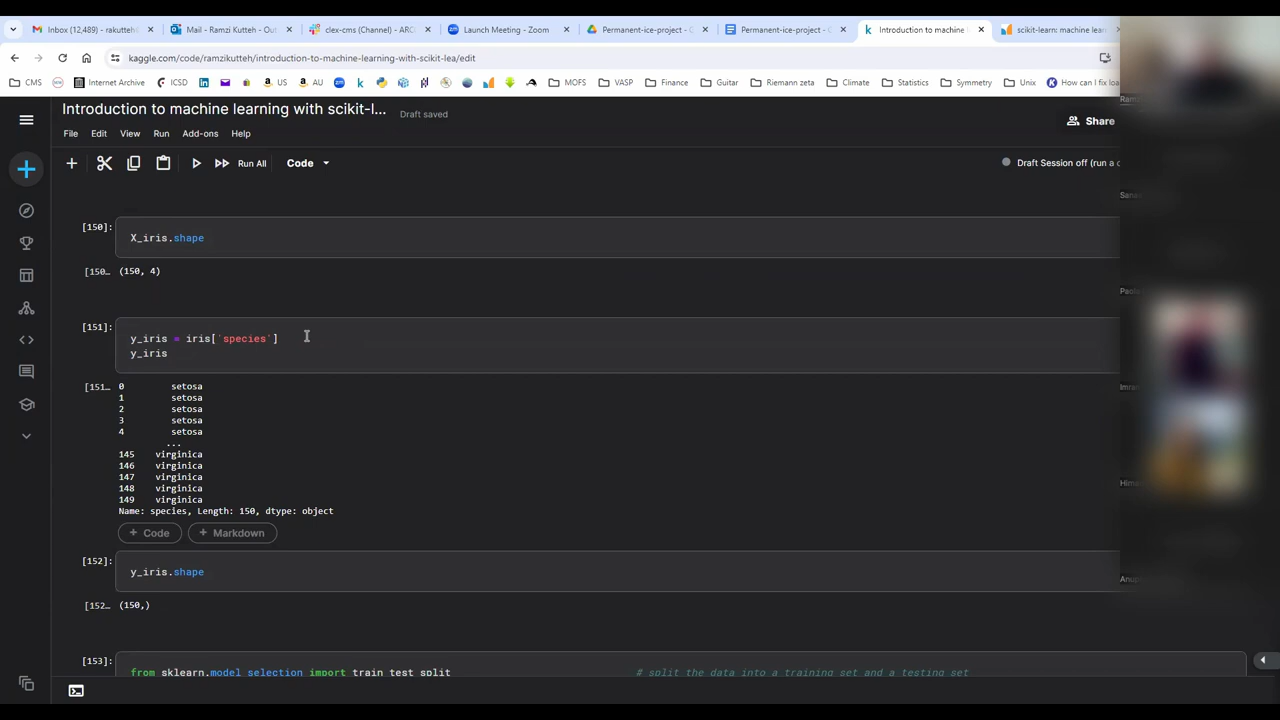 Inbox (12,489) - rakutteh
Mail - Ramzi Kutteh - Out
clex-cms (Channel) - ARC
Launch Meeting - Zoom
Permanent-ice-project - G
Permanent-ice-project -
Introduction to machine l
scikit-learn: machine lear
kaggle.com/code/ramzikutteh/introduction-to-machine-learning-with-scikit-lea/edit
CMS
Internet Archive
ICSD
US
AU
MOFS
VASP
Finance
Guitar
Riemann zeta
Climate
Statistics
Symmetry
Unix
How can I fix lo
Introduction to machine learning with scikit-l...
Draft saved
File Edit View Run Add-ons Help
Share
Run All
Code
Draft Session off (run a c
[150]:
X_iris.shape
[150…
(150, 4)
[151]:
y_iris = iris['species']
y_iris
[151…
0 setosa
1 setosa
2 setosa
3 setosa
4 setosa
...
145 virginica
146 virginica
147 virginica
148 virginica
149 virginica
Name: species, Length: 150, dtype: object
+ Code
+ Markdown
[152]:
y_iris.shape
[152…
(150,)
[153]:
from sklearn.model_selection import train_test_split # split the data into a training set and a testing set
Sana
Paol
Imra
Hima
Anup